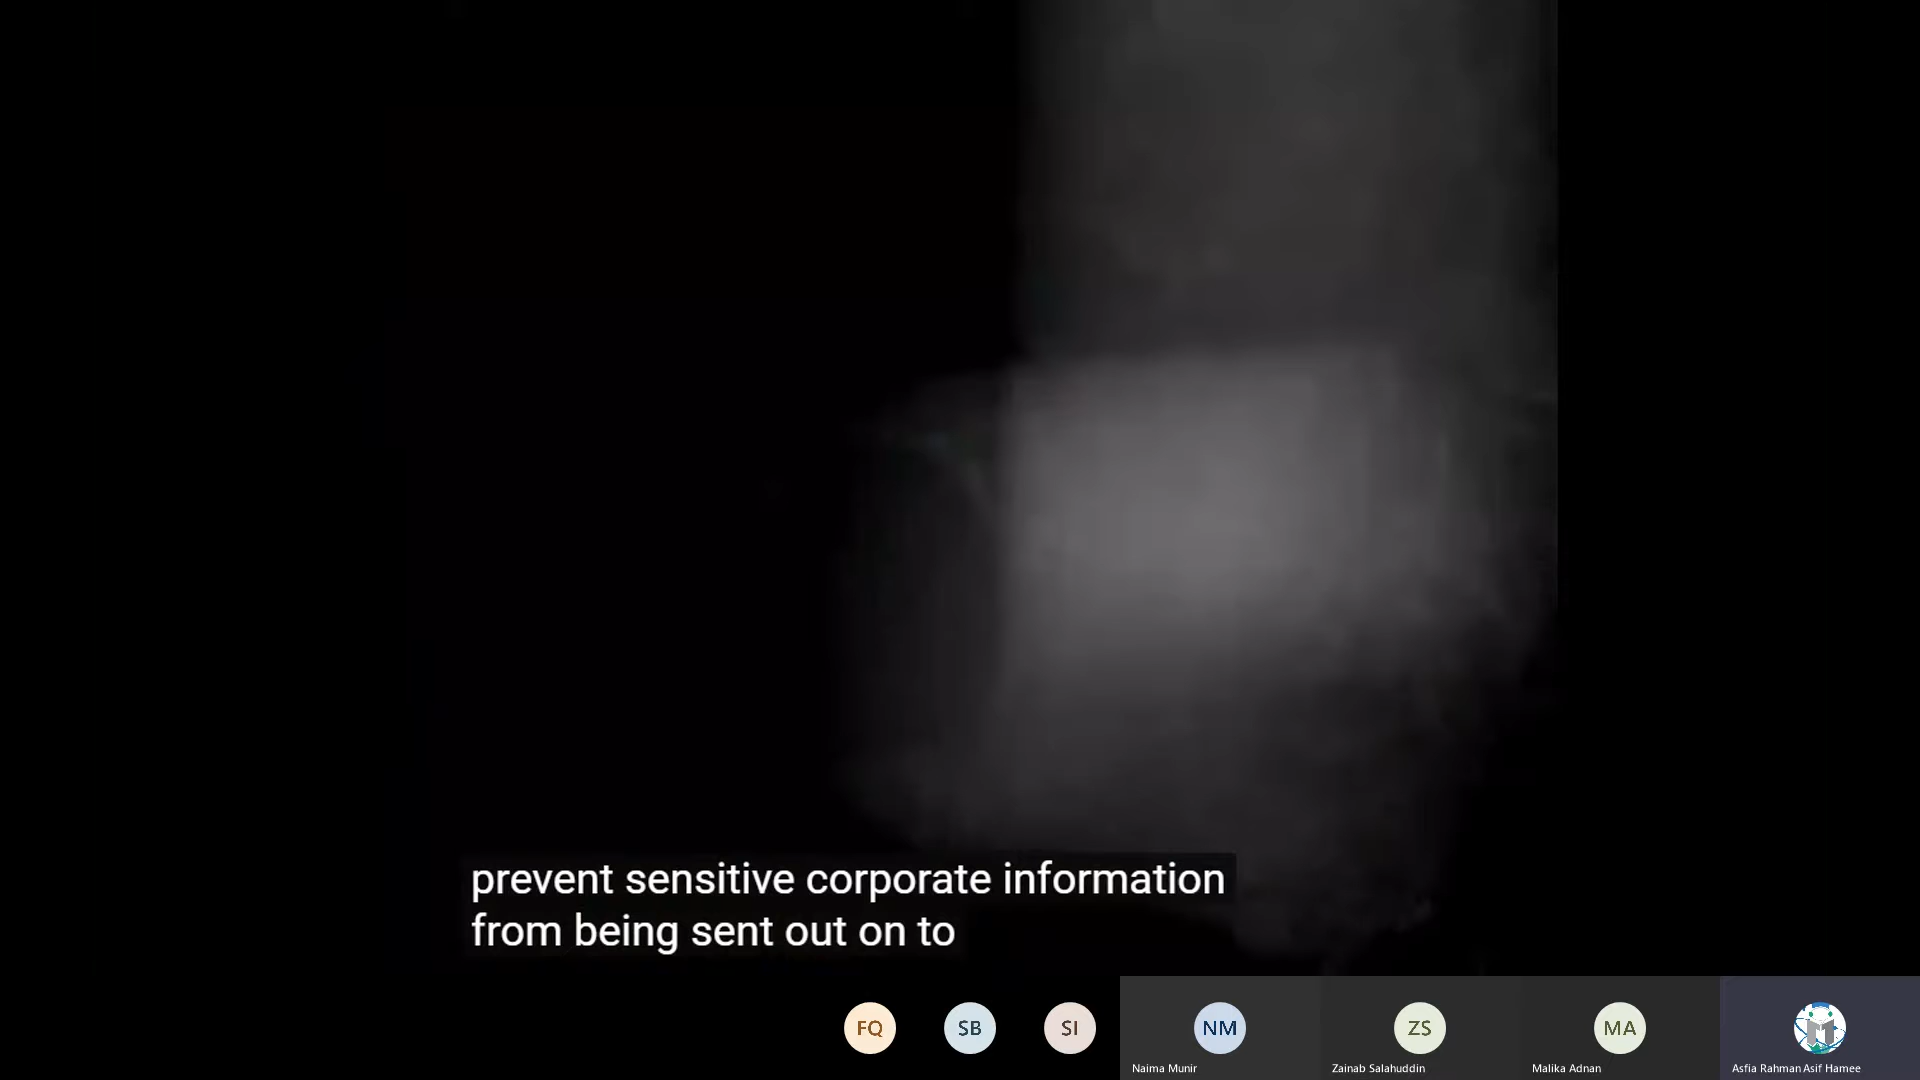 prevent sensitive corporate information
from being sent out on to
FQ
SB
SI
NM
ZS
MA
Naima Munir
Zainab Salahuddin
Malika Adnan
Asfia Rahman Asif Hamee